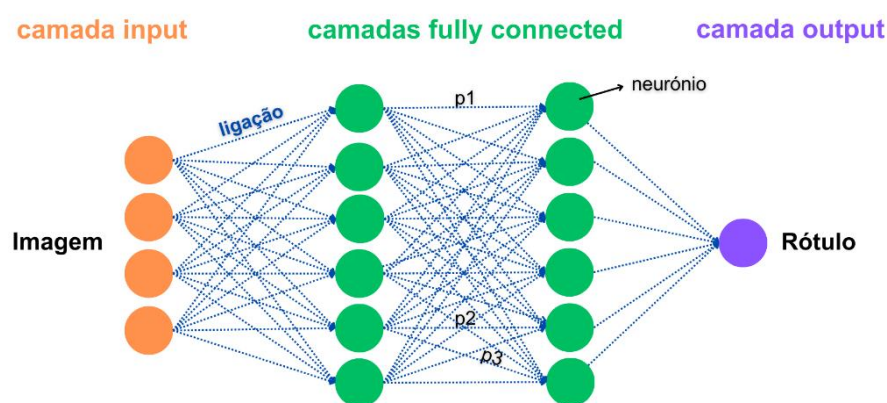 camada input
camadas fully connected
camada output
neurónio
p1
ligação
Imagem
Rótulo
p2
p3